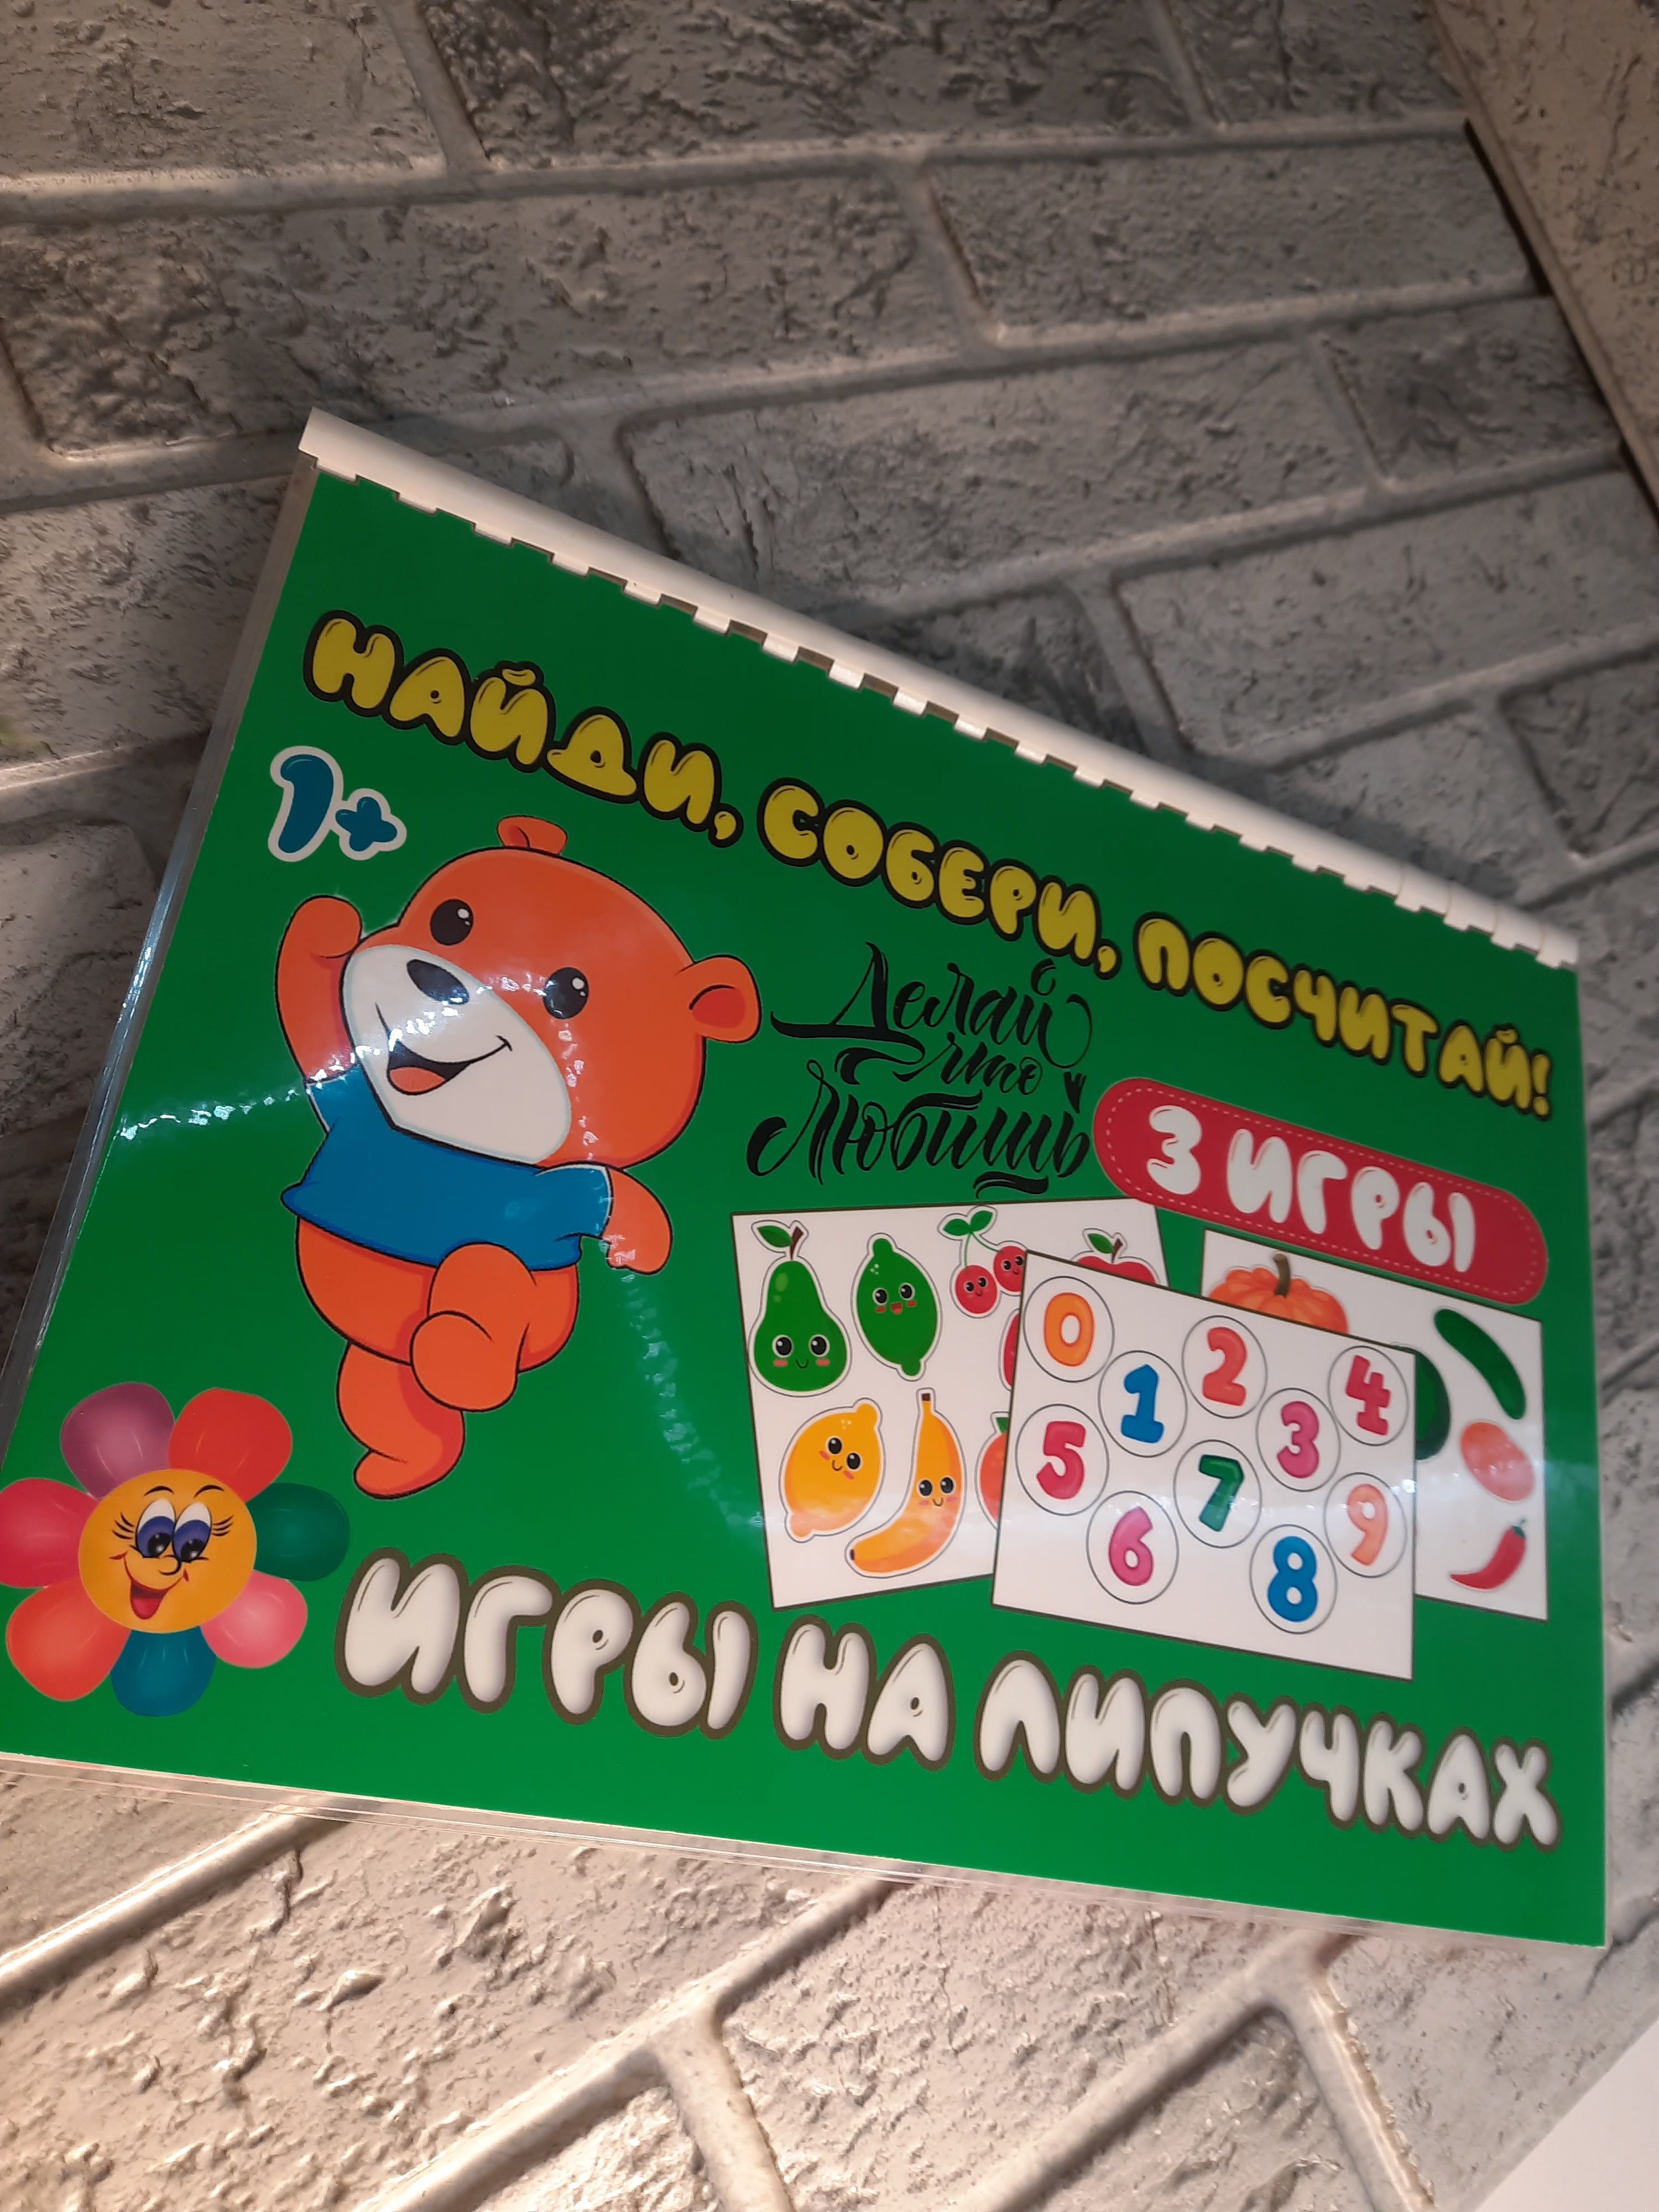 НАЙДИ, СОБЕРИ, ПОСЧИТАЙ!
1+
Делай
что
Любишь
3 ИГРЫ
0 2 4
1 3
5 7 9
6 8
ИГРЫ НА ЛИПУЧКАХ